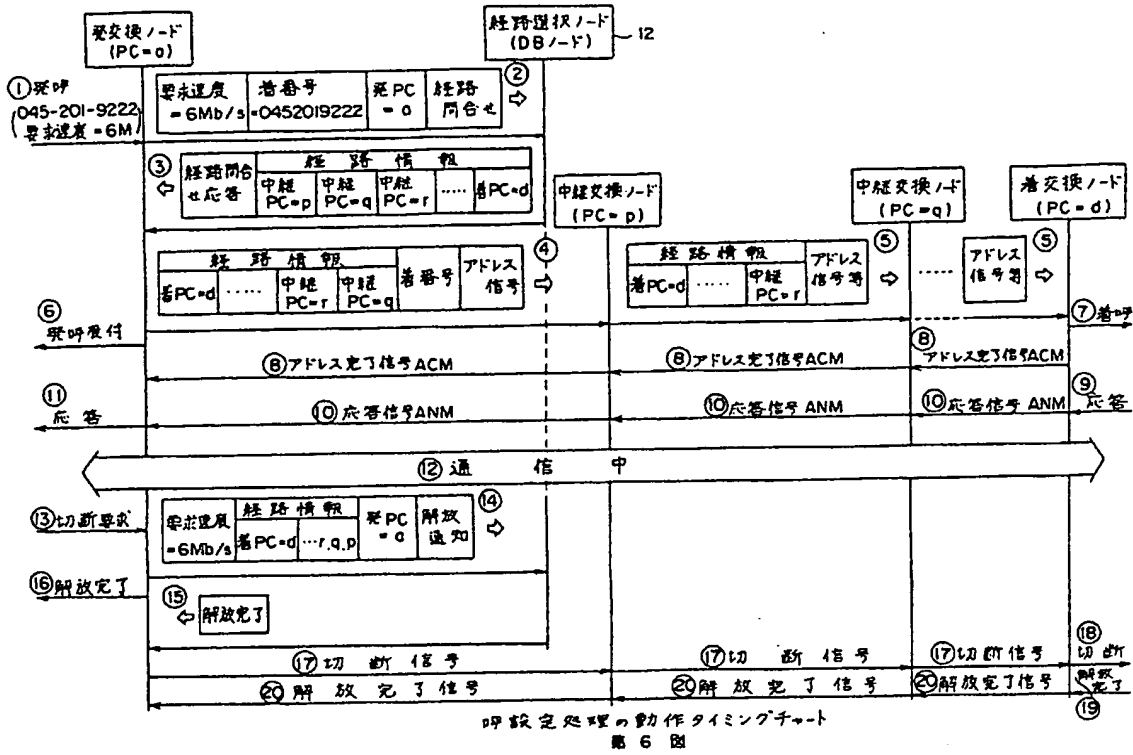 発交換ノード
(PC=a)
経路選択ノード
(DBノード)
12
①発呼
045-201-9222
(要求速度=6M)
要求速度
=6Mb/s
着番号
=0452019222
発PC
=a
経路
問合せ
②
③
経路問合
せ応答
経路情報
中継
PC=p
中継
PC=q
中継
PC=r
.....
着PC=d
中継交換ノード
(PC=p)
中継交換ノード
(PC=q)
着交換ノード
(PC=d)
経路情報
着PC=d
.....
中継
PC=r
中継
PC=q
着番号
アドレス
信号
④
経路情報
着PC=d
.....
中継
PC=r
アドレス
信号等
⑤
......
アドレス
信号等
⑤
⑥
発呼受付
⑦着呼
⑧アドレス完了信号ACM
⑧アドレス完了信号ACM
⑧
アドレス完了信号ACM
⑪
応答
⑩応答信号ANM
⑩応答信号ANM
⑩応答信号ANM
⑨
応答
⑫通信中
⑬切断要求
要求速度
=6Mb/s
経路情報
着PC=d
…r,q,p
発PC
=a
解放
通知
⑭
⑯解放完了
⑮
解放完了
⑰切断信号
⑰切断信号
⑰切断信号
⑱
切断
⑳解放完了信号
⑳解放完了信号
⑳解放完了信号
解放
完了
⑲
呼設定処理の動作タイミングチャート
第6図